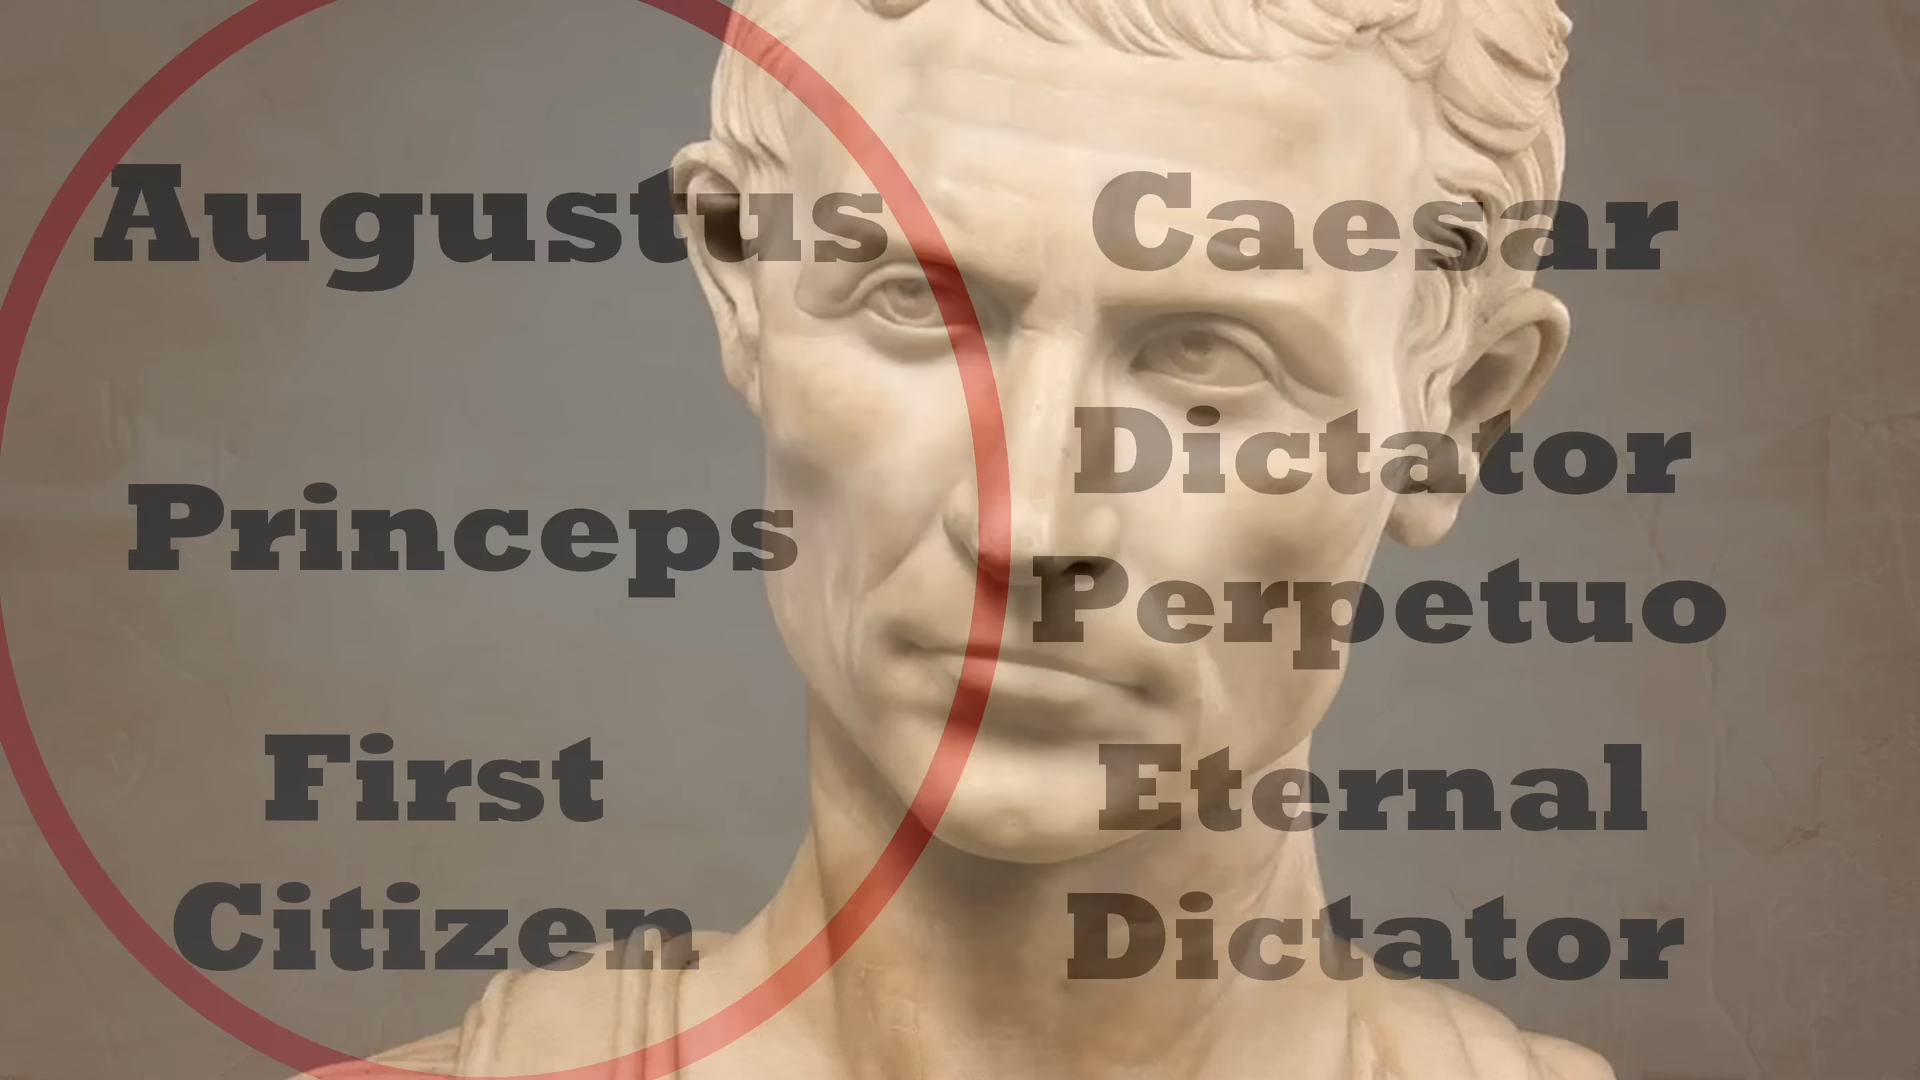 Augustus
Princeps
First
Citizen
Caesar
Dictator
Perpetuo
Eternal
Dictator